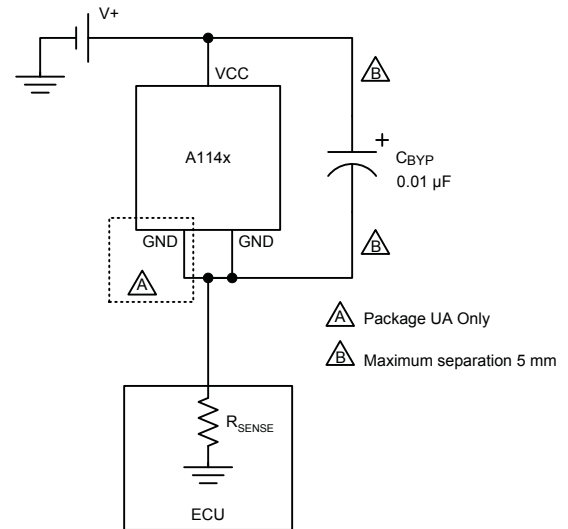 V+
VCC
B
A114x
+
CBYP
0.01 µF
GND
GND
B
A
A Package UA Only
B Maximum separation 5 mm
RSENSE
ECU